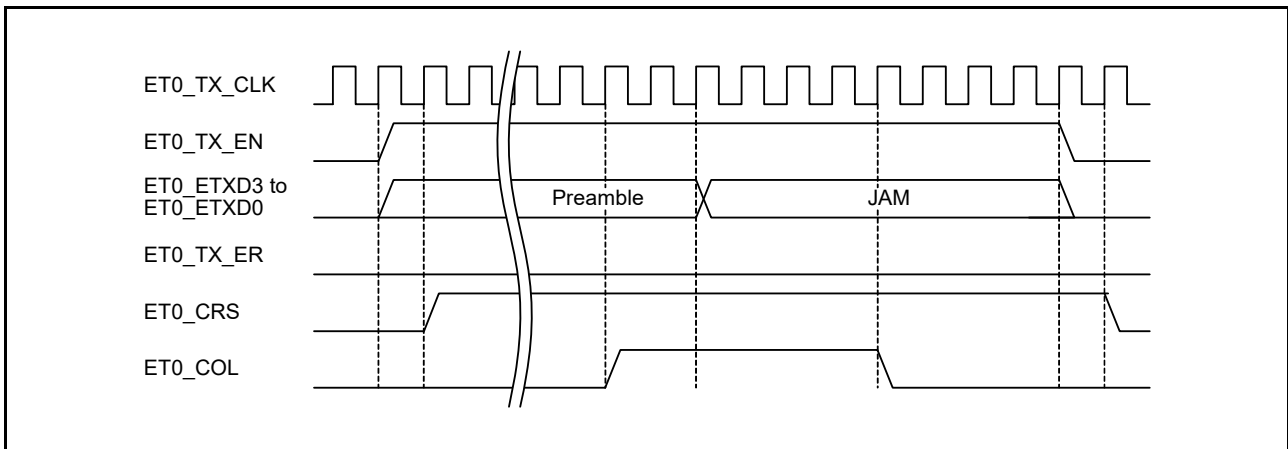 ET0_TX_CLK
ET0_TX_EN
ET0_ETXD3 to
ET0_ETXD0
Preamble
JAM
ET0_TX_ER
ET0_CRS
ET0_COL